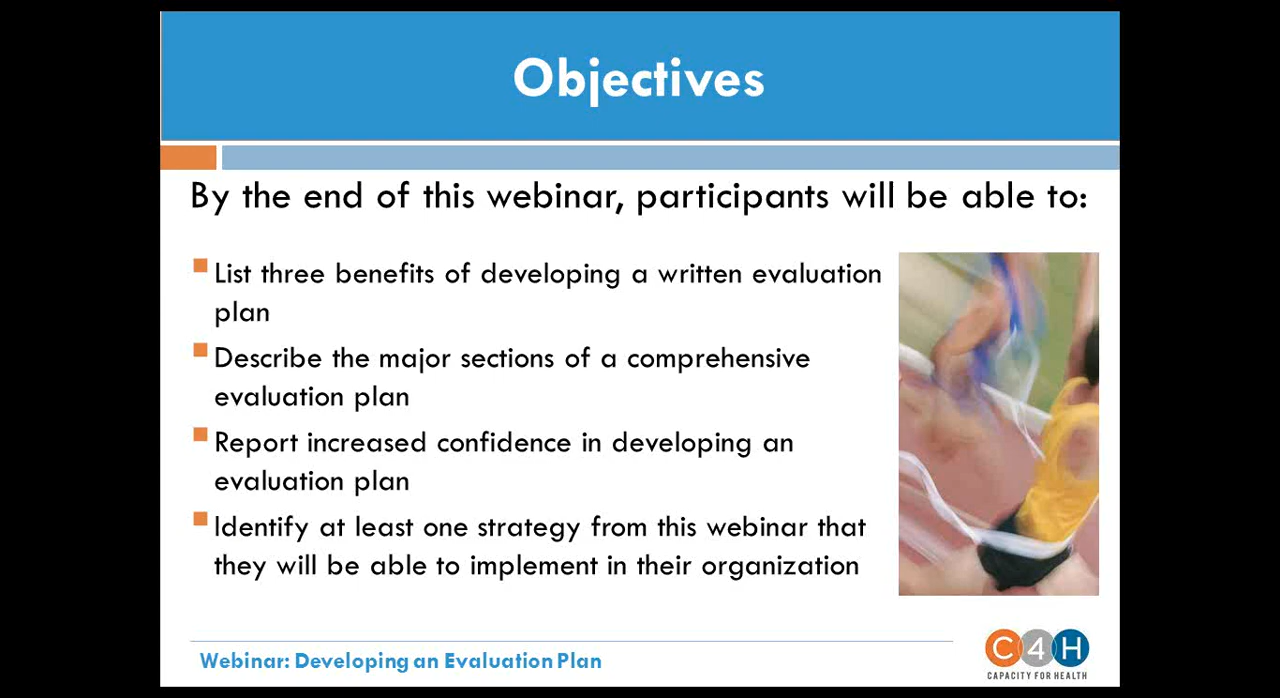 Objectives
By the end of this webinar, participants will be able to:
List three benefits of developing a written evaluation
plan
Describe the major sections of a comprehensive
evaluation plan
Report increased confidence in developing an
evaluation plan
Identify at least one strategy from this webinar that
they will be able to implement in their organization
Webinar: Developing an Evaluation Plan
C4H
CAPACITY FOR HEALTH